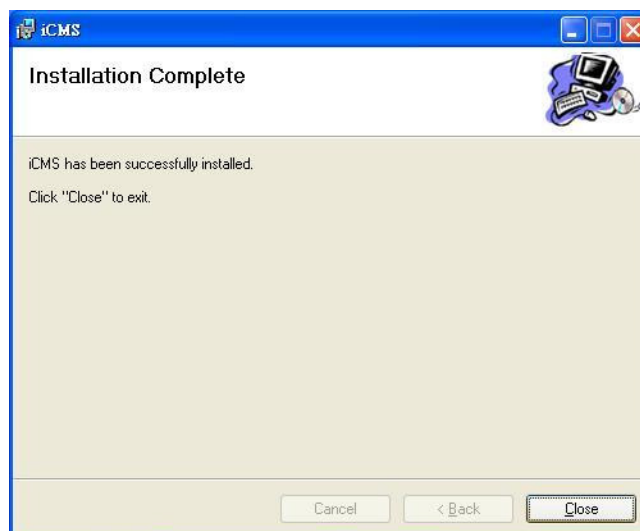 iCMS
Installation Complete
iCMS has been successfully installed.
Click "Close" to exit.
Cancel
< Back
Close